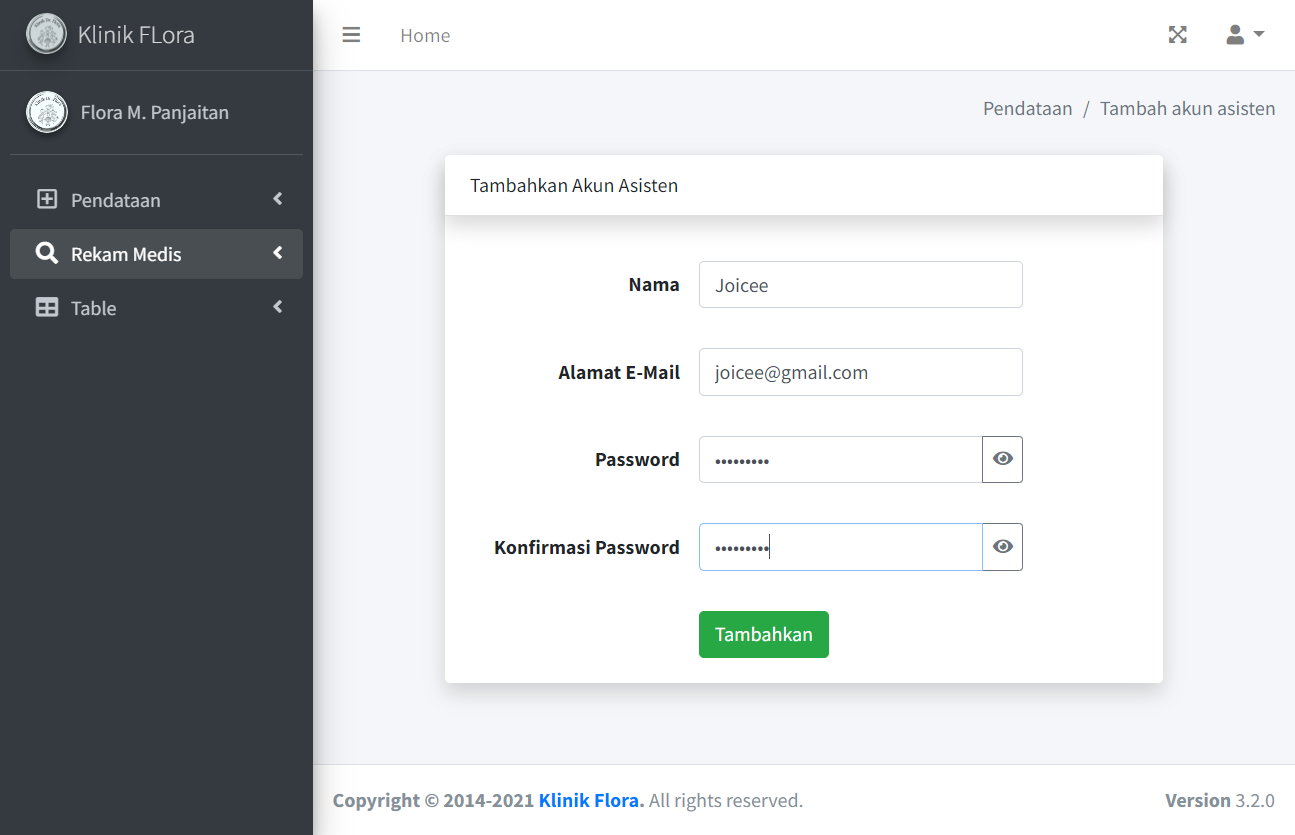 Klinik FLora
Home
Flora M. Panjaitan
Pendataan / Tambah akun asisten
Pendataan
Rekam Medis
Table
Tambahkan Akun Asisten
Nama Joicee
Alamat E-Mail joicee@gmail.com
Password •••••••••
Konfirmasi Password •••••••••
Tambahkan
Copyright © 2014-2021 Klinik Flora. All rights reserved.
Version 3.2.0